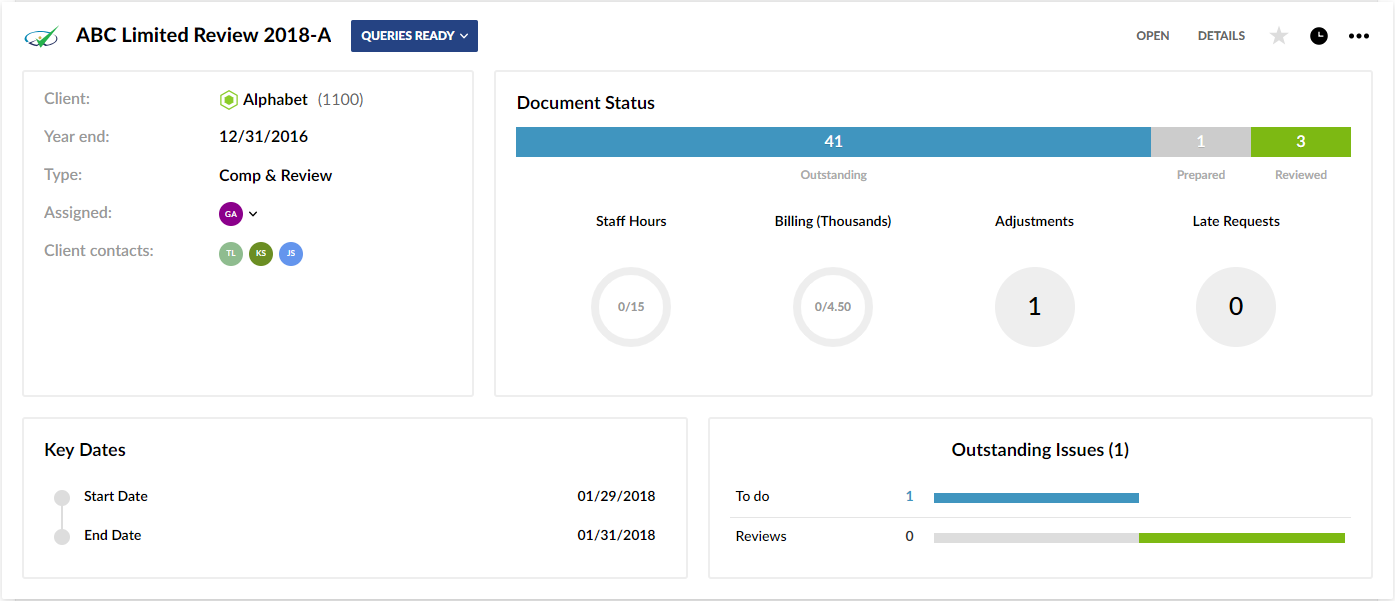 ABC Limited Review 2018-A
QUERIES READY
OPEN
DETAILS
Client:
Alphabet (1100)
Year end:
12/31/2016
Type:
Comp & Review
Assigned:
GA
Client contacts:
TL KS JS
Document Status
41
1
3
Outstanding
Prepared
Reviewed
Staff Hours
Billing (Thousands)
Adjustments
Late Requests
0/15
0/4.50
1
0
Key Dates
Start Date
01/29/2018
End Date
01/31/2018
Outstanding Issues (1)
To do
1
Reviews
0